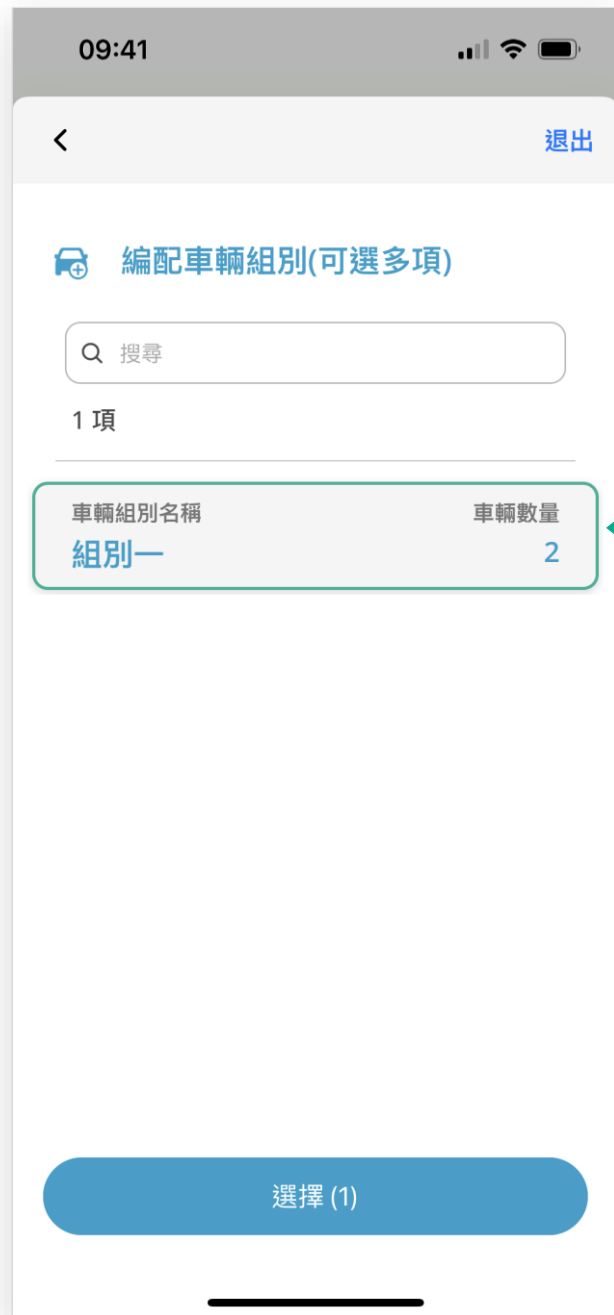 09:41
退出
編配車輛組別(可選多項)
搜尋
1 項
車輛組別名稱 車輛數量
組別一 2
選擇 (1)